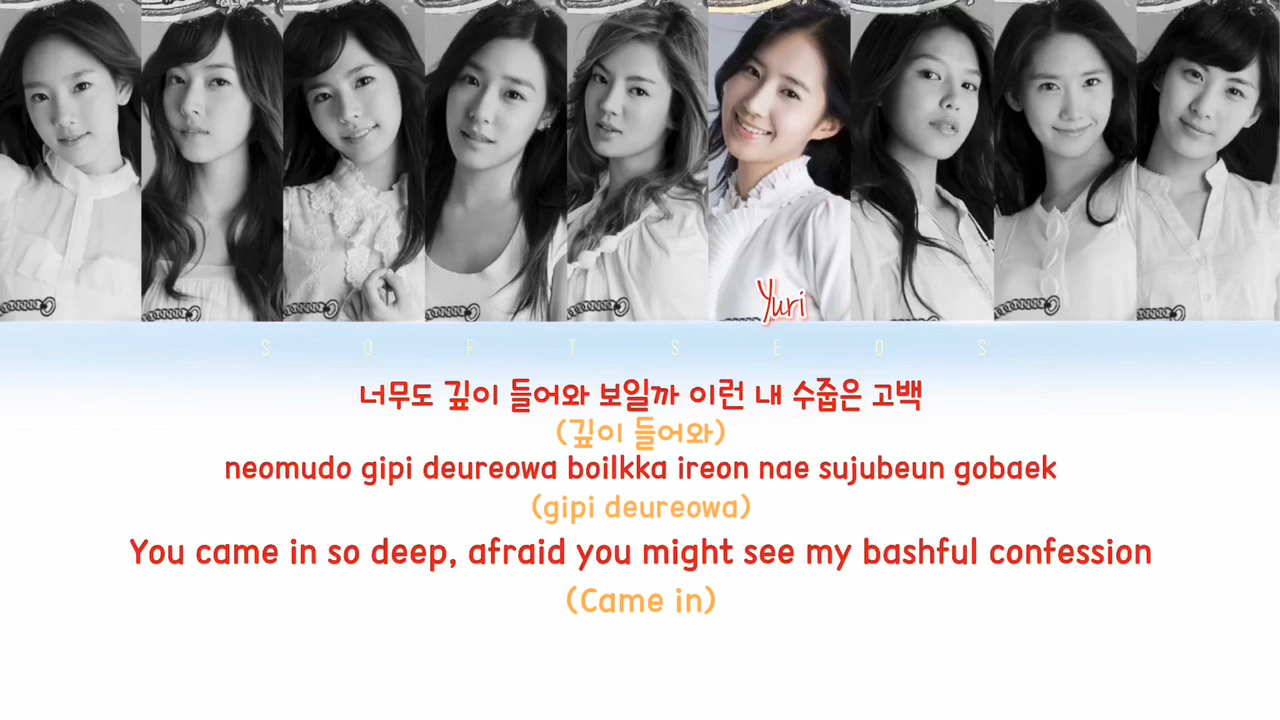 Yuri
S O F T S E O S
너무도 깊이 들어와 보일까 이런 내 수줍은 고백
(깊이 들어와)
neomudo gipi deureowa boilkka ireon nae sujubeun gobaek
(gipi deureowa)
You came in so deep, afraid you might see my bashful confession
(Came in)